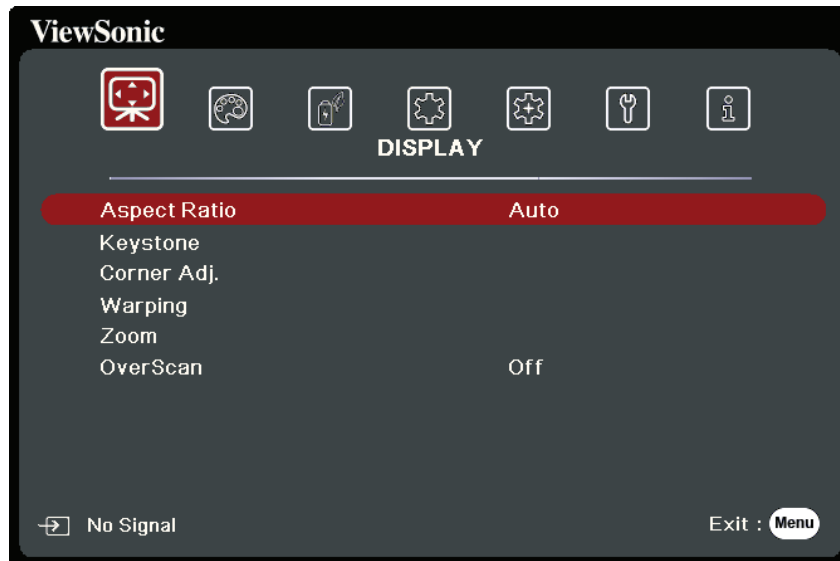 ViewSonic
DISPLAY
Aspect Ratio Auto
Keystone
Corner Adj.
Warping
Zoom
OverScan Off
No Signal Exit : Menu